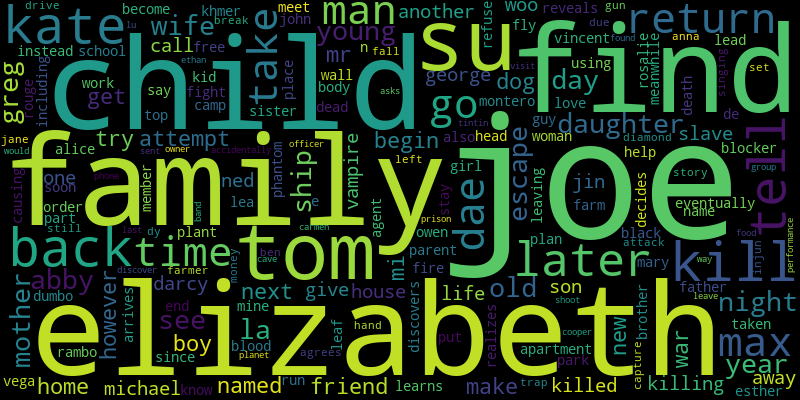 kate
wife
man
another
woo
return
khmer
become
drive
break
lu
john
meet
gun
fly
refuse
reveals
due
ethan
instead
school
call
free
asks
young
n
fall
vincent
found
anna
lead
child
su
find
take
greg
including
rouge
get
work
say
kid
fight
top
camp
place
sister
mr
wall
body
dead
george
go
dog
day
using
love
meanwhile
rosalie
visit
singing
set
death
de
montero
jane
would
try
attempt
sent
owner
accidentally
officer
begin
also
head
guy
daughter
slave
tell
alice
family
joe
woman
diamond
blocker
left
girl
help
story
group
causing
one
soon
member
order
part
still
ned
lea
phantom
ship
e
vampire
tintin
stay
dae
escape
leaving
jin
farm
decides
eventually
name
phone
last
dy
band
carmen
prison
agent
owen
parent
plan
black
attack
food
injun
performance
back
time
tom
later
kill
mother
however
abby
plant
farmer
ben
cave
money
mi
fire
mary
way
discover
arrives
darcy
next
give
house
life
old
son
brother
father
leave
night
dumbo
see
la
discovers
realizes
taken
elizabeth
rambo
end
mine
leaf
hand
put
shoot
new
war
max
since
boy
blood
planet
agrees
cooper
apartment
park
year
vega
home
michael
know
named
run
friend
learns
make
trap
killed
capture
killing
esther
away